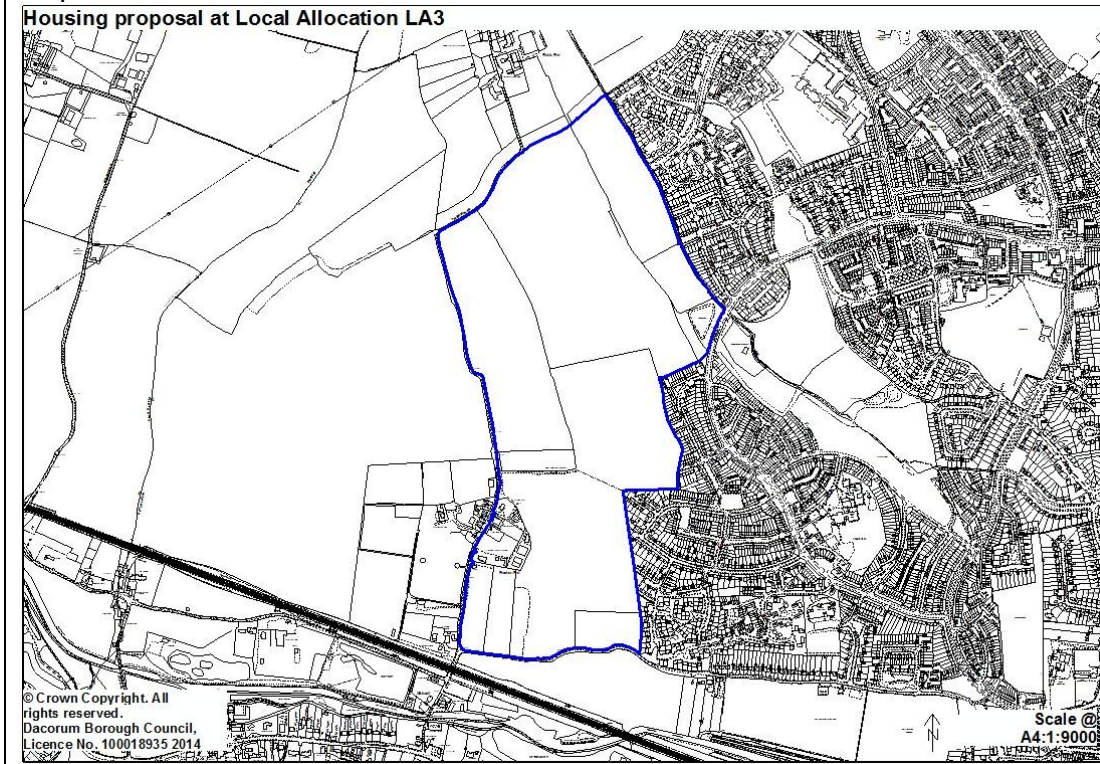 Housing proposal at Local Allocation LA3
© Crown Copyright. All
rights reserved.
Dacorum Borough Council,
Licence No. 100018935 2014
N
Scale @
A4:1:9000